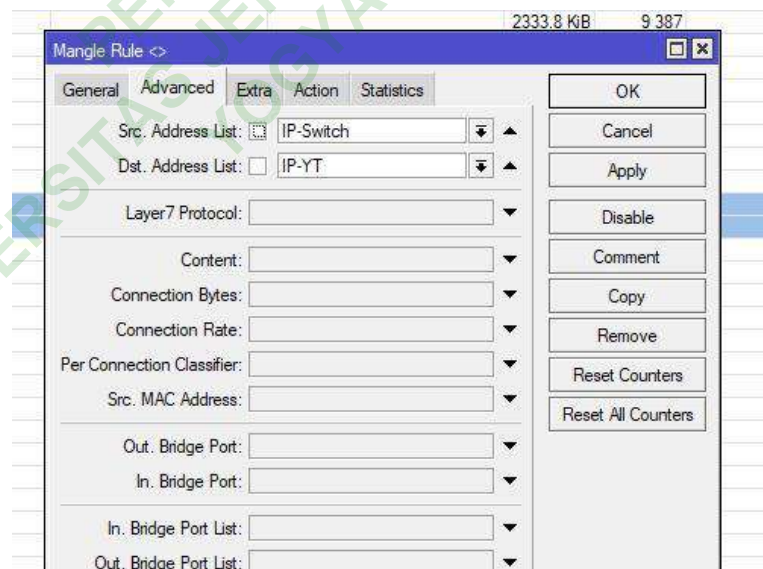 2333.8 KiB 9 387
Mangle Rule <>
General Advanced Extra Action Statistics
Src. Address List: IP-Switch
Dst. Address List: IP-YT
Layer7 Protocol:
Content:
Connection Bytes:
Connection Rate:
Per Connection Classifier:
Src. MAC Address:
Out. Bridge Port:
In. Bridge Port:
In. Bridge Port List:
Out. Bridge Port List:
OK
Cancel
Apply
Disable
Comment
Copy
Remove
Reset Counters
Reset All Counters